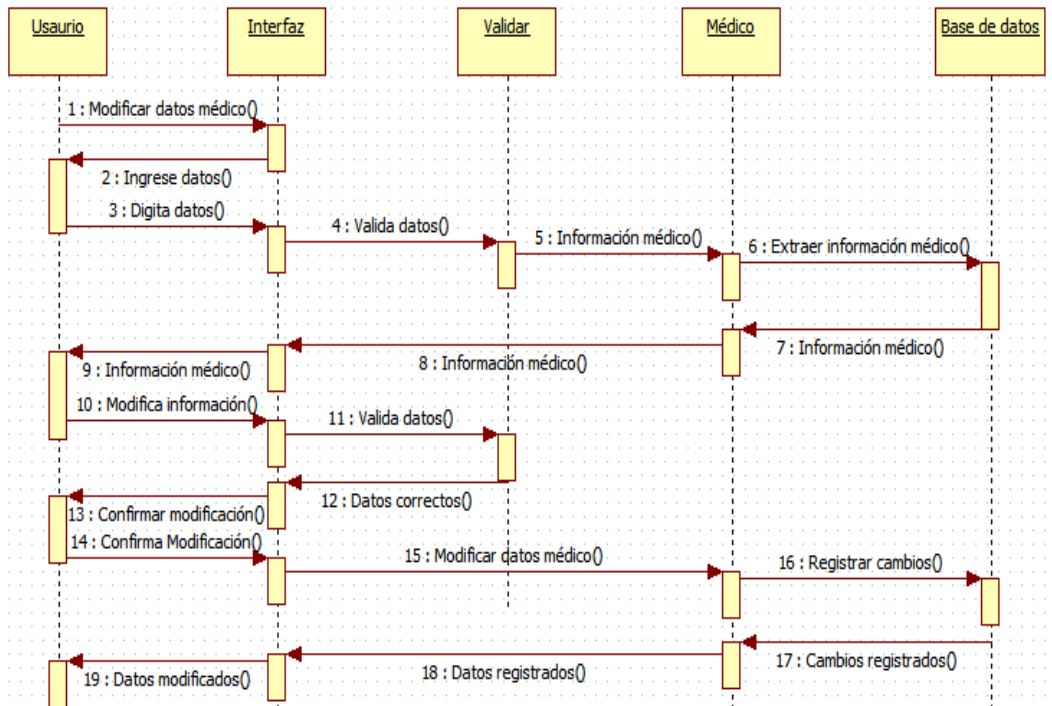 Usaurio
Interfaz
Validar
Médico
Base de datos
1 : Modificar datos médico()
2 : Ingrese datos()
3 : Digita datos()
4 : Valida datos()
5 : Información médico()
6 : Extraer información médico()
7 : Información médico()
8 : Información médico()
9 : Información médico()
10 : Modifica información()
11 : Valida datos()
12 : Datos correctos()
13 : Confirmar modificación()
14 : Confirma Modificación()
15 : Modificar datos médico()
16 : Registrar cambios()
17 : Cambios registrados()
18 : Datos registrados()
19 : Datos modificados()